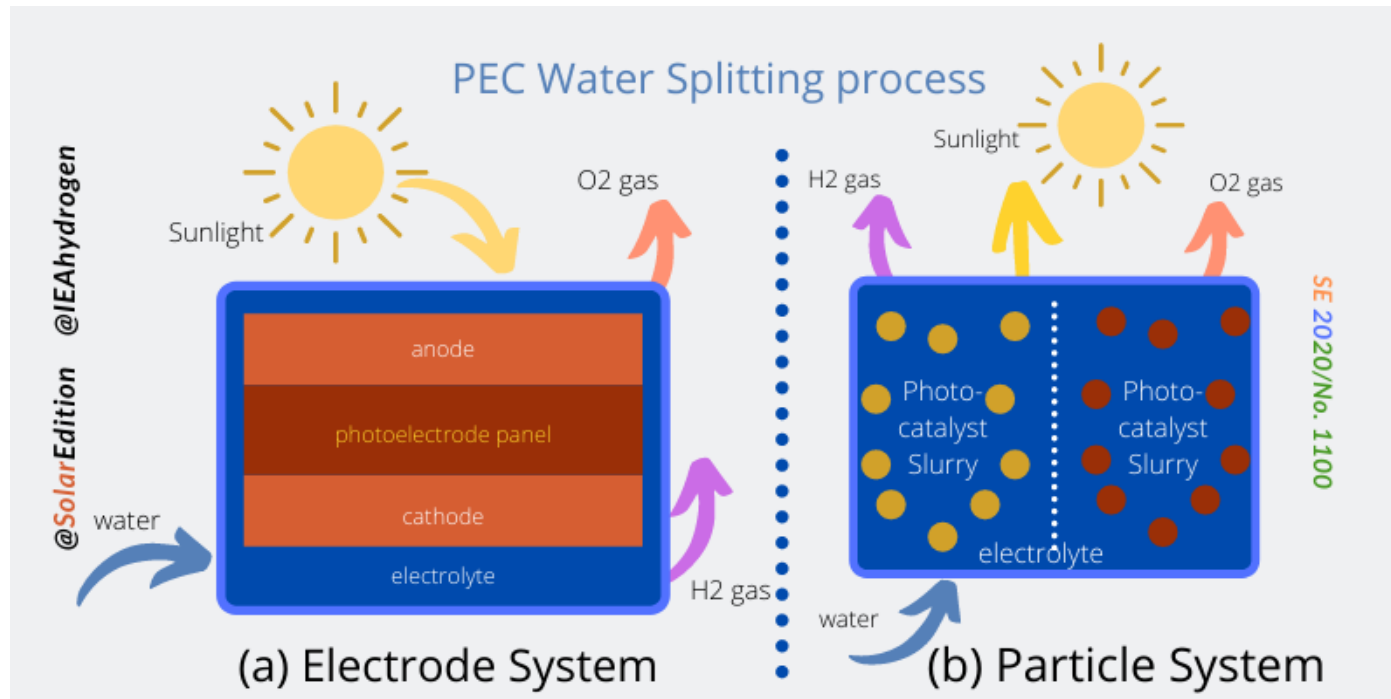 PEC Water Splitting process
@SolarEdition @IEAhydrogen
Sunlight
O2 gas
anode
photoelectrode panel
cathode
electrolyte
water
H2 gas
(a) Electrode System
Sunlight
H2 gas
O2 gas
Photo-
catalyst
Slurry
Photo-
catalyst
Slurry
electrolyte
water
(b) Particle System
SE 2020/No. 1100